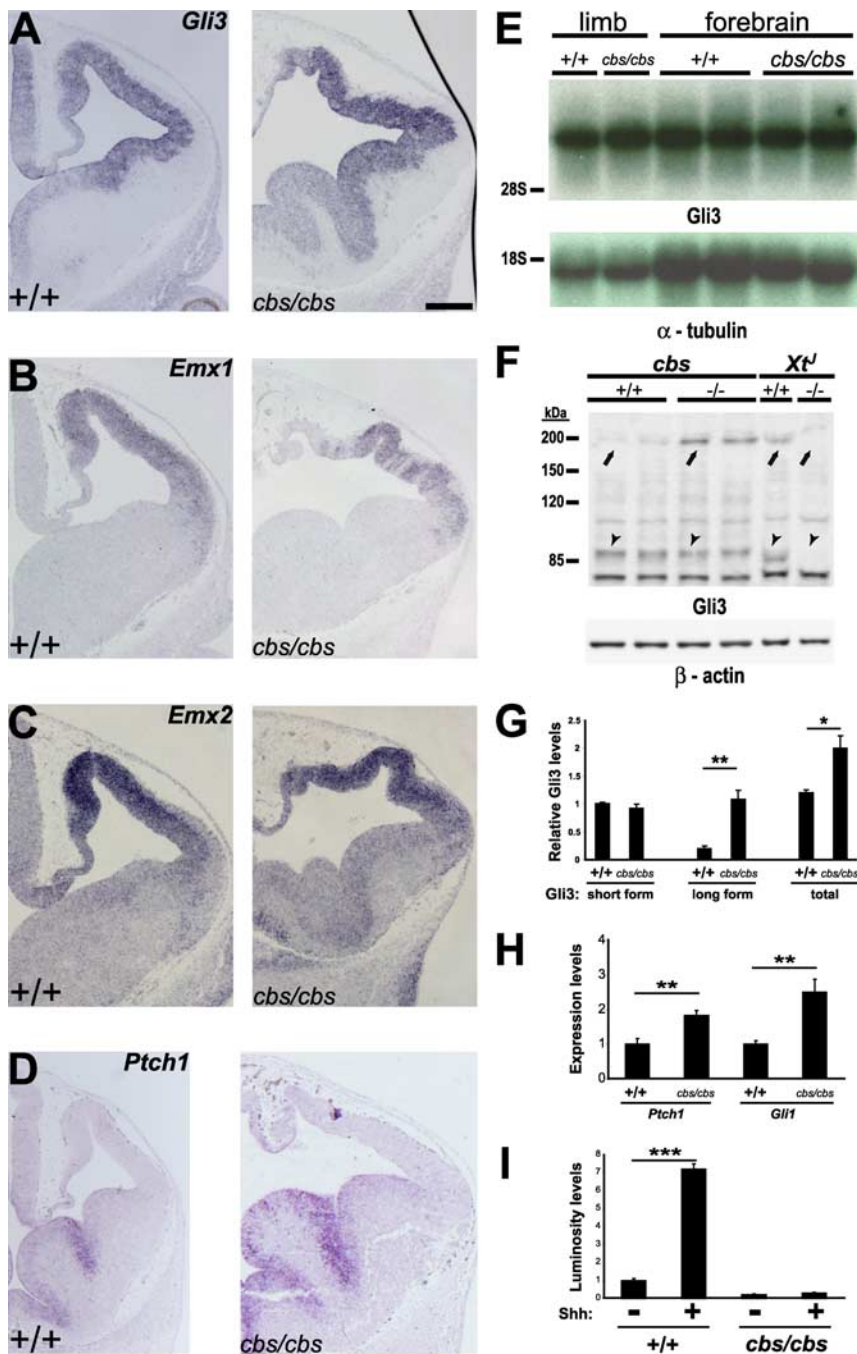 A
Gli3
+/+
cbs/cbs
B
Emx1
+/+
cbs/cbs
C
Emx2
+/+
cbs/cbs
D
Ptch1
+/+
cbs/cbs
E
limb forebrain
+/+ cbs/cbs +/+ cbs/cbs
28S
Gli3
18S
α - tubulin
F
cbs Xt^J
+/+ -/- +/+ -/-
kDa
200
150
120
85
Gli3
β - actin
G
Relative Gli3 levels
2.5
2
1.5
1
0.5
0
** *
+/+ cbs/cbs +/+ cbs/cbs +/+ cbs/cbs
Gli3: short form long form total
H
Expression levels
4
3
2
1
0
** **
+/+ cbs/cbs +/+ cbs/cbs
Ptch1 Gli1
I
Luminosity levels
8
7
6
5
4
3
2
1
0
***
Shh: - + - +
+/+ cbs/cbs